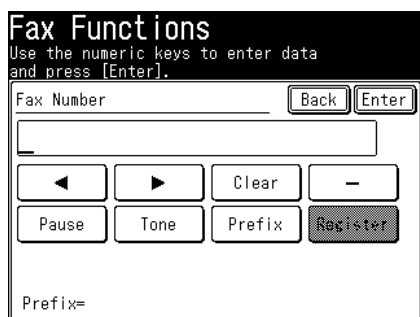 Fax Functions
Use the numeric keys to enter data
and press [Enter].
Fax Number
Back Enter
Clear –
Pause Tone Prefix Register
Prefix=